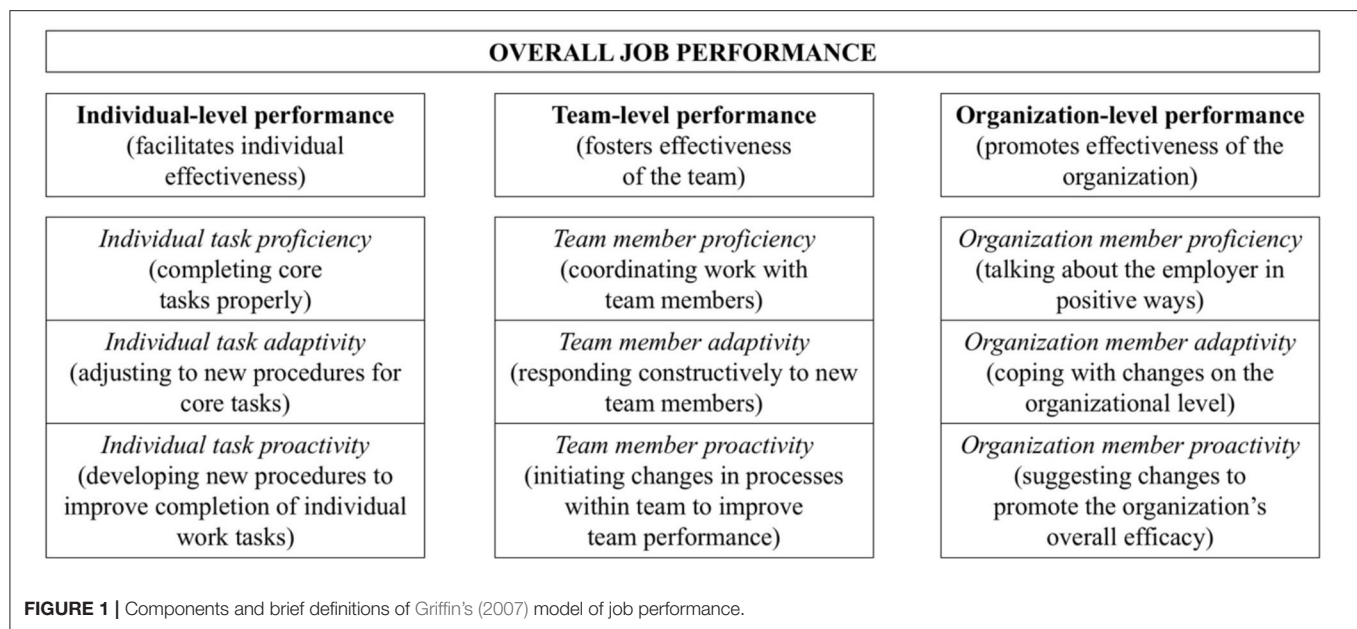 OVERALL JOB PERFORMANCE
Individual-level performance
(facilitates individual
effectiveness)
Team-level performance
(fosters effectiveness
of the team)
Organization-level performance
(promotes effectiveness of the
organization)
Individual task proficiency
(completing core
tasks properly)
Team member proficiency
(coordinating work with
team members)
Organization member proficiency
(talking about the employer in
positive ways)
Individual task adaptivity
(adjusting to new procedures for
core tasks)
Team member adaptivity
(responding constructively to new
team members)
Organization member adaptivity
(coping with changes on the
organizational level)
Individual task proactivity
(developing new procedures to
improve completion of individual
work tasks)
Team member proactivity
(initiating changes in processes
within team to improve
team performance)
Organization member proactivity
(suggesting changes to
promote the organization's
overall efficacy)
FIGURE 1 | Components and brief definitions of Griffin's (2007) model of job performance.